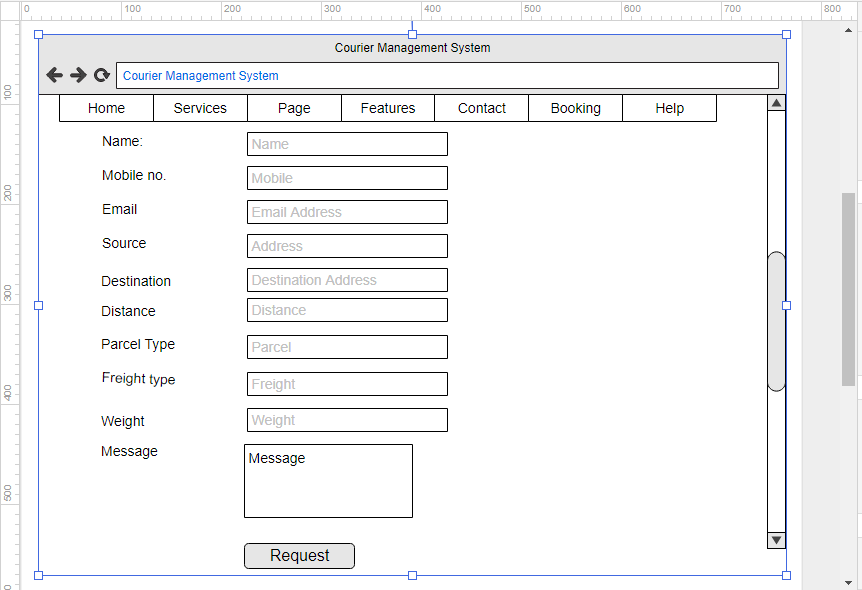 0 100 200 300 400 500 600 700 800
Courier Management System
Courier Management System
Home Services Page Features Contact Booking Help
100
Name: Name
Mobile no. Mobile
200
Email Email Address
Source Address
Destination Destination Address
300
Distance Distance
Parcel Type Parcel
Freight type Freight
400
Weight Weight
Message Message
500
Request